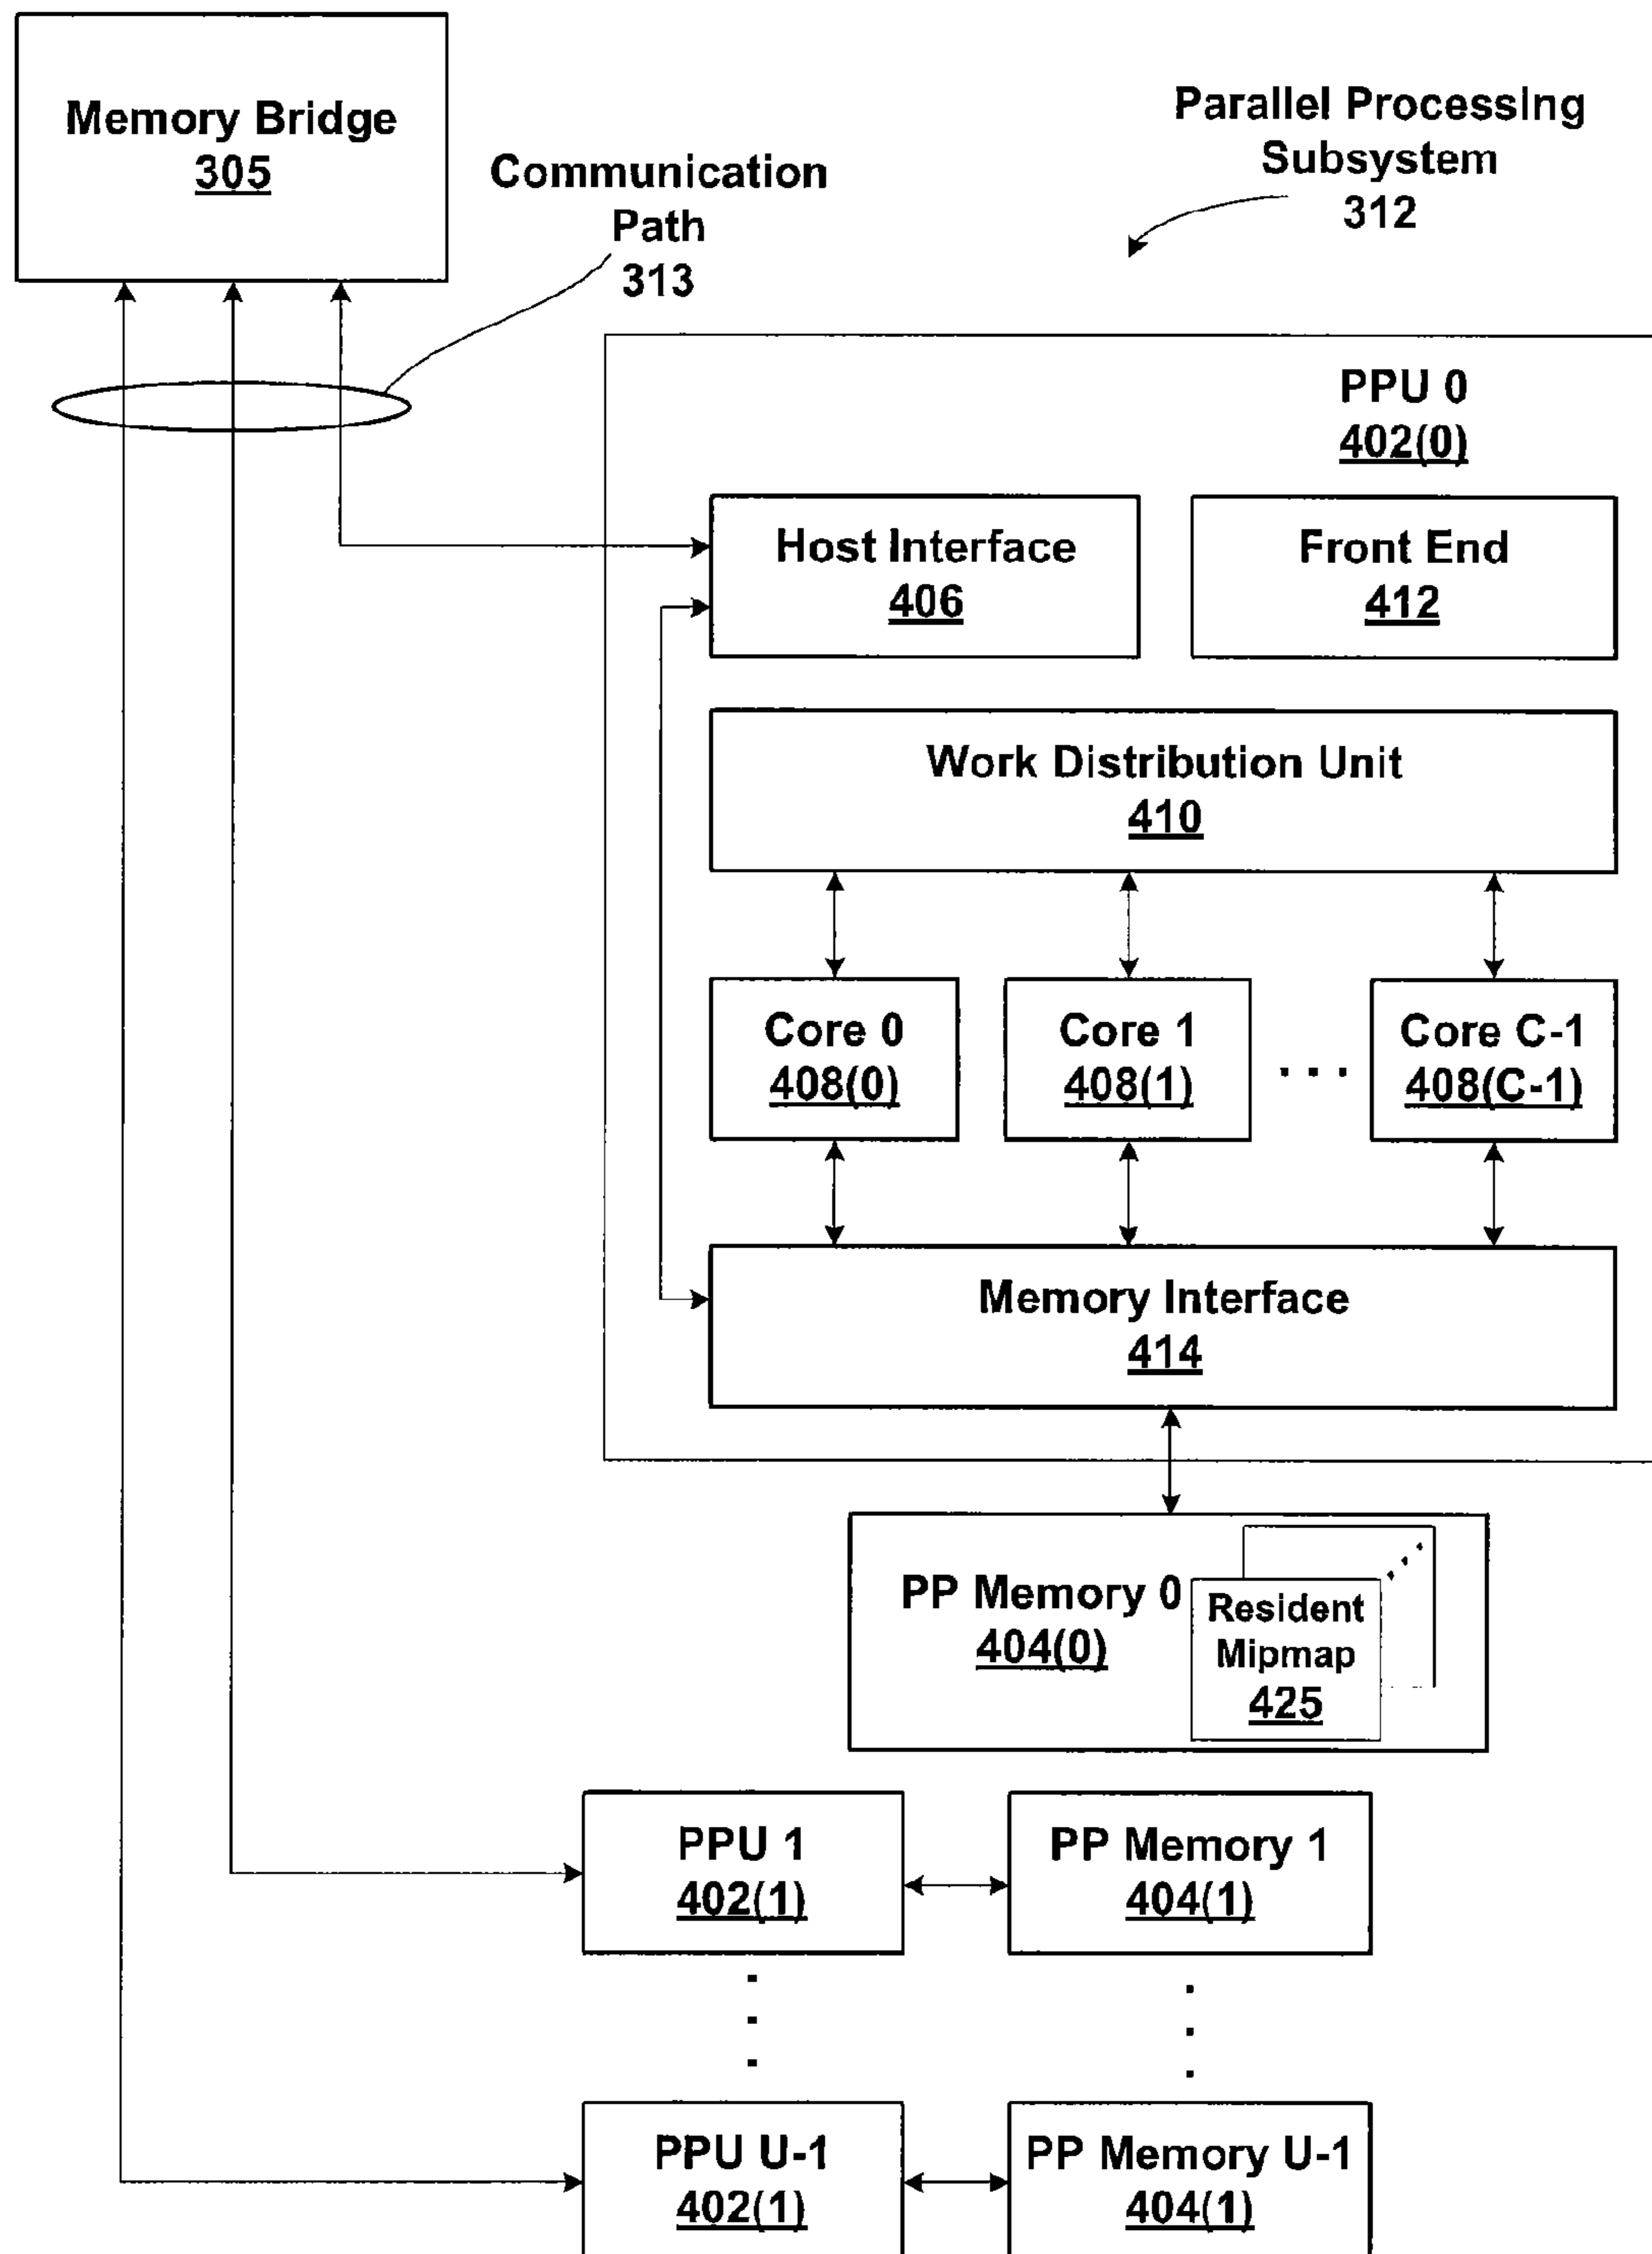 Memory Bridge
305
Communication
Path
313
Parallel Processing
Subsystem
312
PPU 0
402(0)
Host Interface
406
Front End
412
Work Distribution Unit
410
Core 0
408(0)
Core 1
408(1)
. . .
Core C-1
408(C-1)
Memory Interface
414
PP Memory 0
404(0)
Resident
Mipmap
425
PPU 1
402(1)
PP Memory 1
404(1)
PPU U-1
402(1)
PP Memory U-1
404(1)